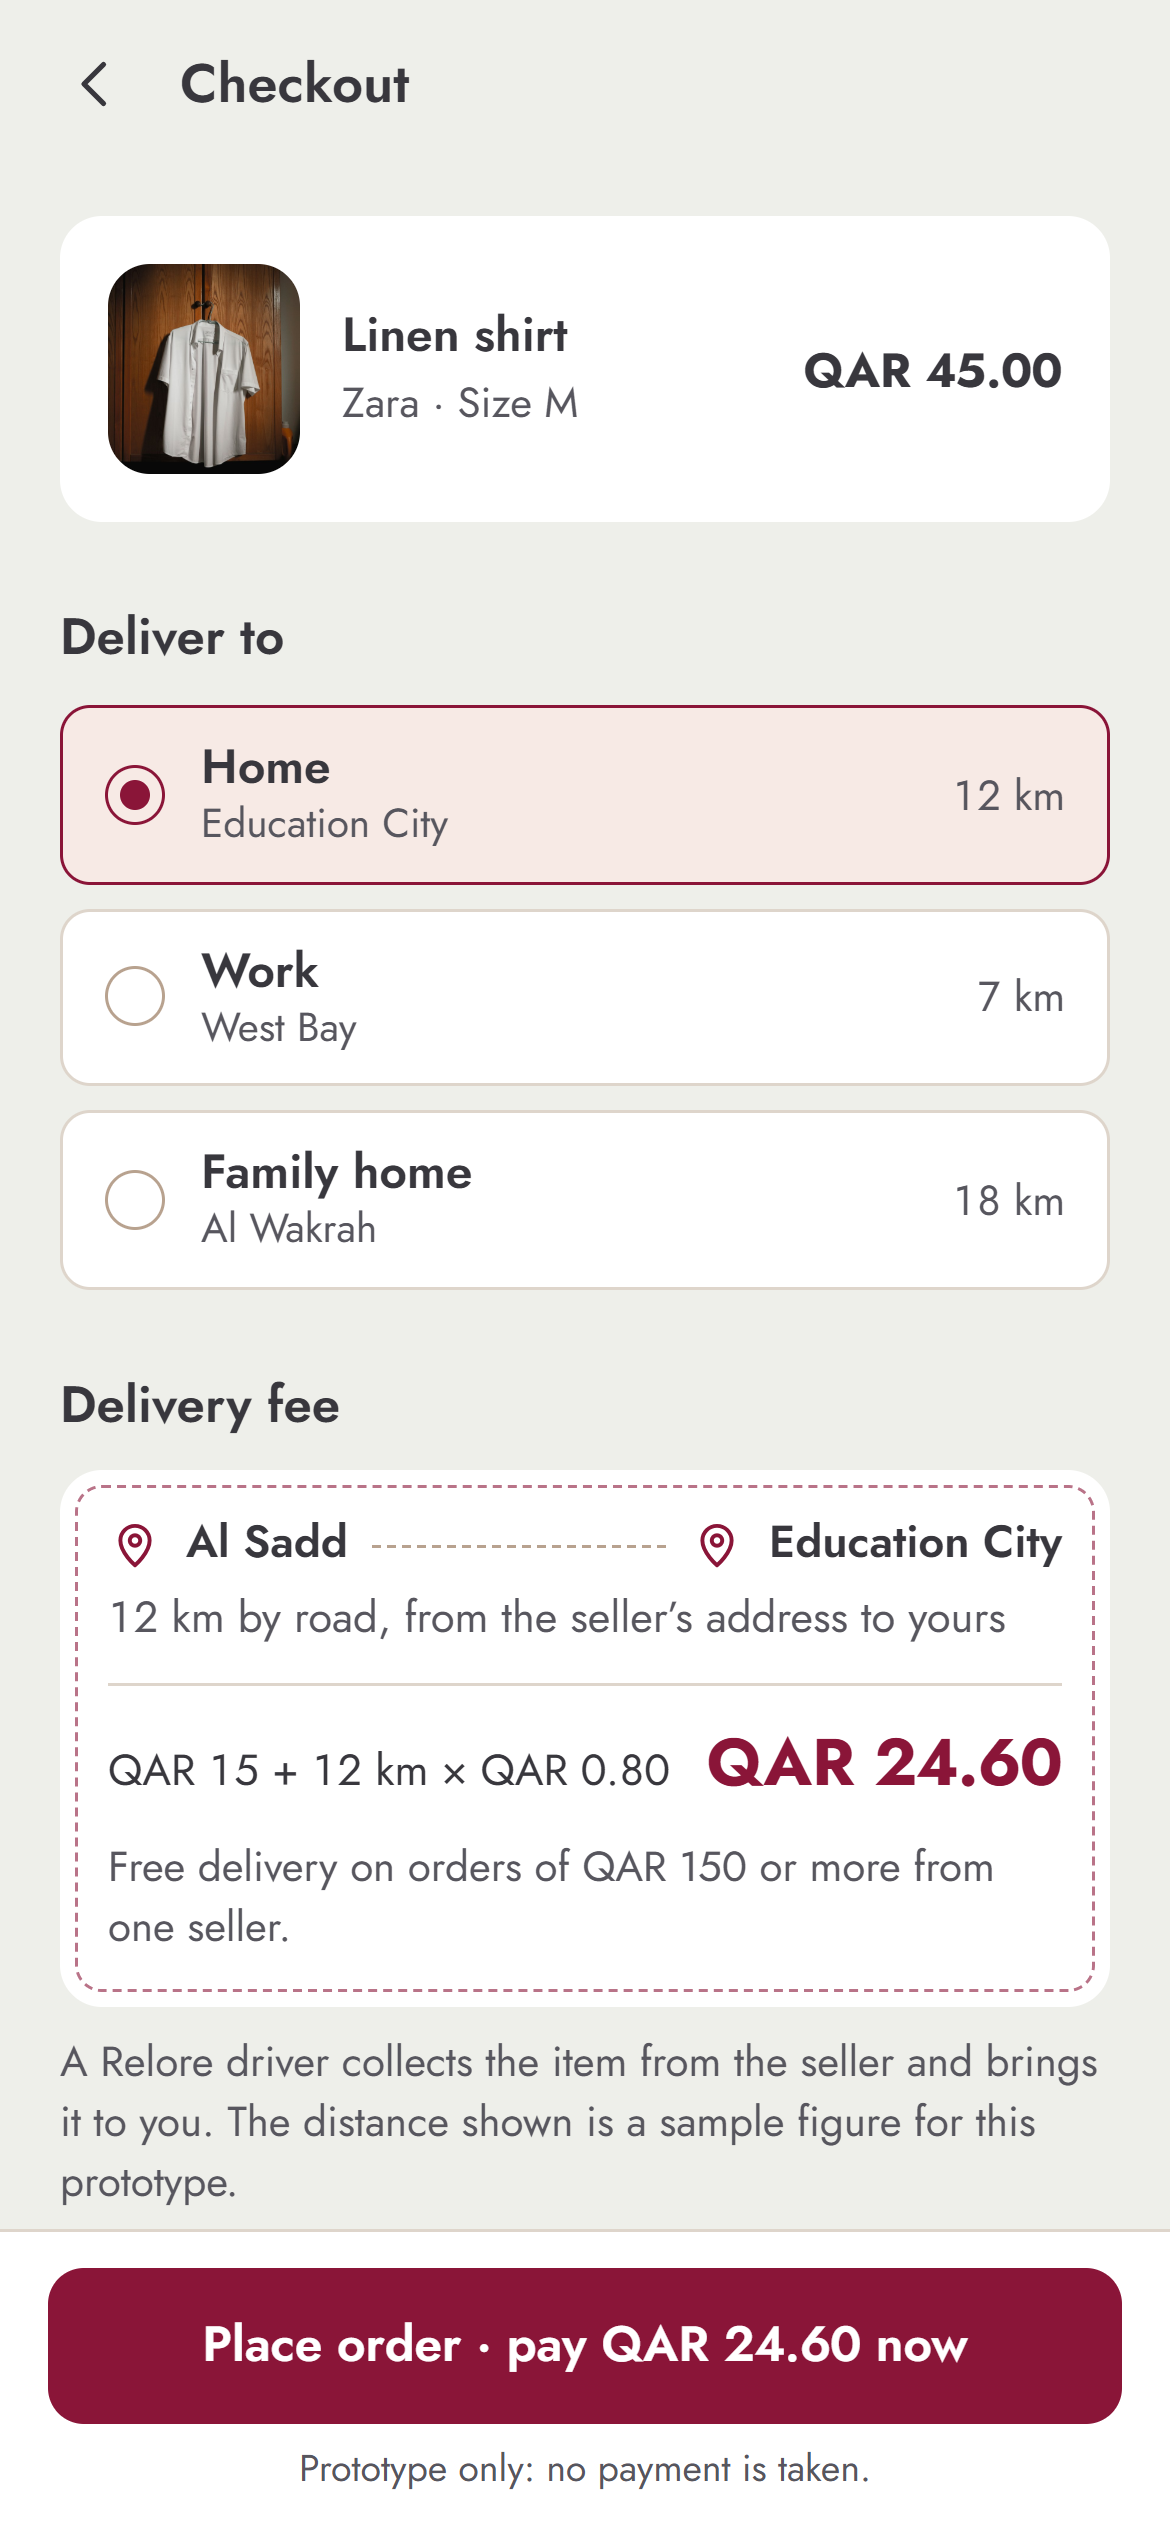 Checkout
Linen shirt
Zara · Size M
QAR 45.00
Deliver to
Home
Education City
12 km
Work
West Bay
7 km
Family home
Al Wakrah
18 km
Delivery fee
Al Sadd
Education City
12 km by road, from the seller’s address to yours
QAR 15 + 12 km × QAR 0.80
QAR 24.60
Free delivery on orders of QAR 150 or more from
one seller.
A Relore driver collects the item from the seller and brings
it to you. The distance shown is a sample figure for this
prototype.
Place order · pay QAR 24.60 now
Prototype only: no payment is taken.